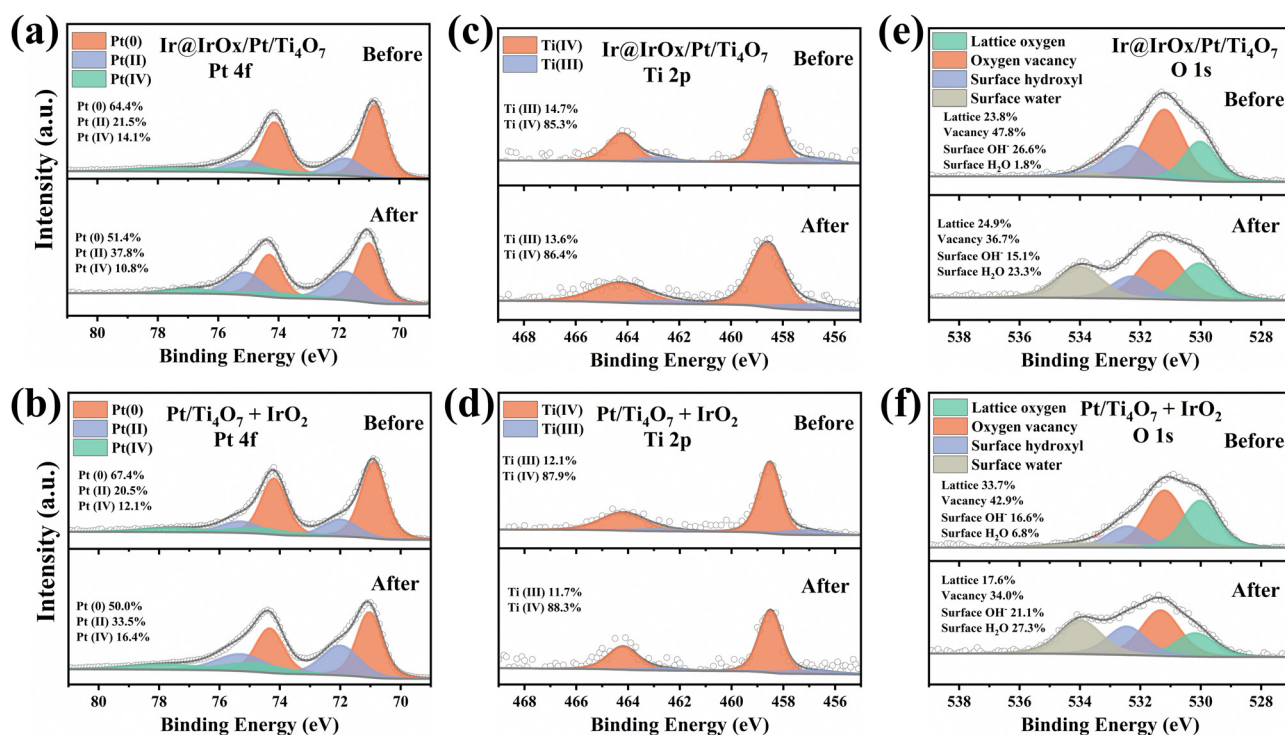 (a)
Pt(0)
Pt(II)
Pt(IV)
Ir@IrOx/Pt/Ti₄O₇
Pt 4f
Before
Pt (0) 64.4%
Pt (II) 21.5%
Pt (IV) 14.1%
After
Pt (0) 51.4%
Pt (II) 37.8%
Pt (IV) 10.8%
Intensity (a.u.)
80 78 76 74 72 70
Binding Energy (eV)
(c)
Ti(IV)
Ti(III)
Ir@IrOx/Pt/Ti₄O₇
Ti 2p
Before
Ti (III) 14.7%
Ti (IV) 85.3%
After
Ti (III) 13.6%
Ti (IV) 86.4%
468 466 464 462 460 458 456
Binding Energy (eV)
(e)
Lattice oxygen
Oxygen vacancy
Surface hydroxyl
Surface water
Ir@IrOx/Pt/Ti₄O₇
O 1s
Before
Lattice 23.8%
Vacancy 47.8%
Surface OH⁻ 26.6%
Surface H₂O 1.8%
After
Lattice 24.9%
Vacancy 36.7%
Surface OH⁻ 15.1%
Surface H₂O 23.3%
538 536 534 532 530 528
Binding Energy (eV)
(b)
Pt(0)
Pt(II)
Pt(IV)
Pt/Ti₄O₇ + IrO₂
Pt 4f
Before
Pt (0) 67.4%
Pt (II) 20.5%
Pt (IV) 12.1%
After
Pt (0) 50.0%
Pt (II) 33.5%
Pt (IV) 16.4%
Intensity (a.u.)
80 78 76 74 72 70
Binding Energy (eV)
(d)
Ti(IV)
Ti(III)
Pt/Ti₄O₇ + IrO₂
Ti 2p
Before
Ti (III) 12.1%
Ti (IV) 87.9%
After
Ti (III) 11.7%
Ti (IV) 88.3%
468 466 464 462 460 458 456
Binding Energy (eV)
(f)
Lattice oxygen
Oxygen vacancy
Surface hydroxyl
Surface water
Pt/Ti₄O₇ + IrO₂
O 1s
Before
Lattice 33.7%
Vacancy 42.9%
Surface OH⁻ 16.6%
Surface H₂O 6.8%
After
Lattice 17.6%
Vacancy 34.0%
Surface OH⁻ 21.1%
Surface H₂O 27.3%
538 536 534 532 530 528
Binding Energy (eV)